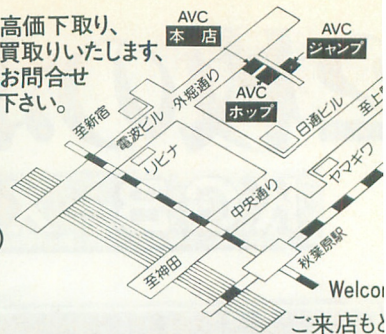 高価下取り、
買取りいたします、
お問合せ
下さい。
AVC
本店
AVC
ジャンプ
AVC
ホップ
外堀通り
至新宿
電波ビル
リビナ
日通ビル
至上
ヤマギワ
中央通り
秋葉原駅
至神田
)
Welcon
ご来店もと